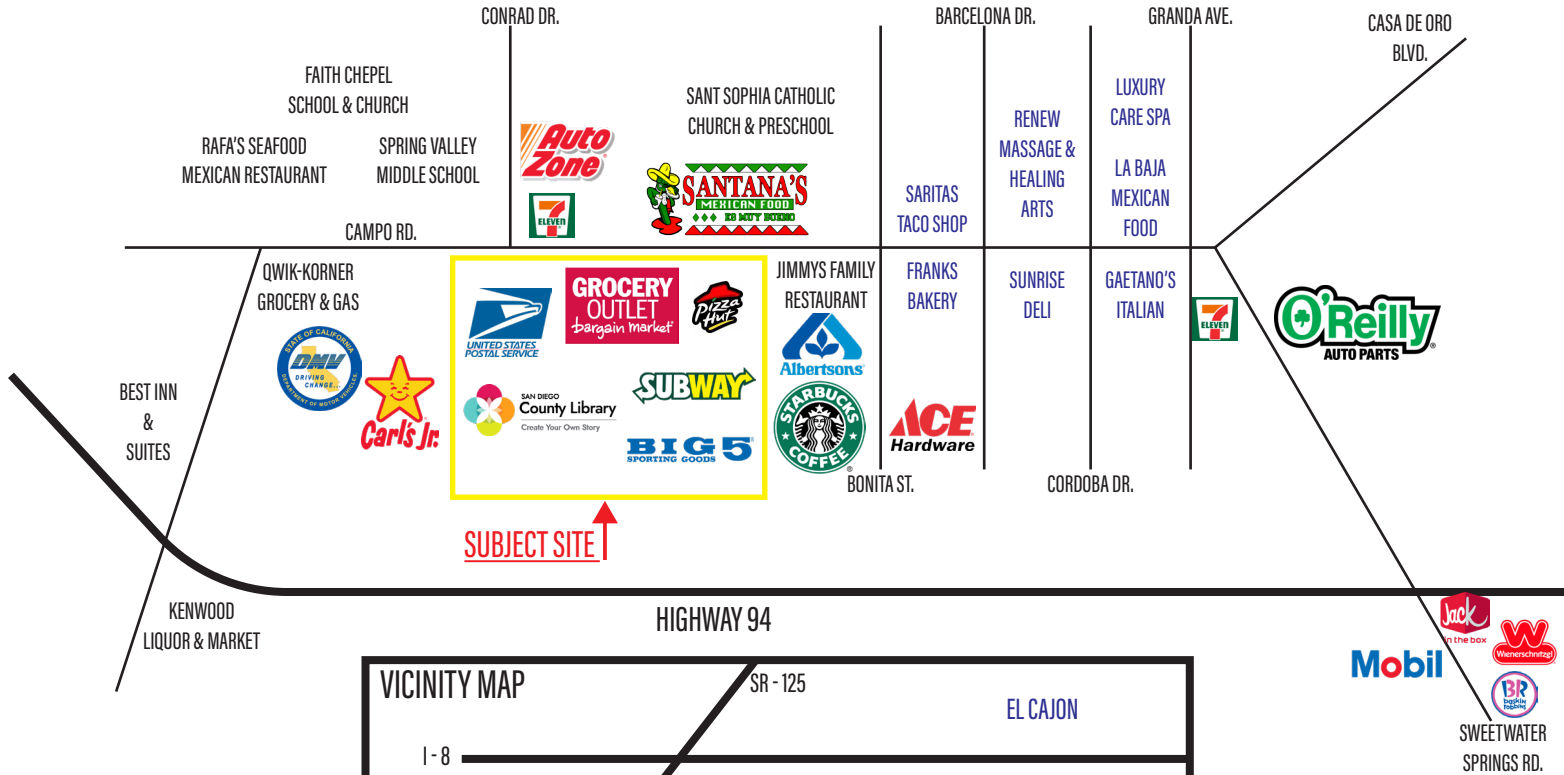 CONRAD DR.
BARCELONA DR.
GRANDA AVE.
CASA DE ORO
BLVD.
FAITH CHEPEL
SCHOOL & CHURCH
RAFA'S SEAFOOD
MEXICAN RESTAURANT
SPRING VALLEY
MIDDLE SCHOOL
Auto
Zone
7
ELEVEN
SANT SOPHIA CATHOLIC
CHURCH & PRESCHOOL
SANTANA'S
MEXICAN FOOD
ES MUY BUENO
SARITAS
TACO SHOP
RENEW
MASSAGE &
HEALING
ARTS
LUXURY
CARE SPA
LA BAJA
MEXICAN
FOOD
CAMPO RD.
QWIK-KORNER
GROCERY & GAS
STATE OF CALIFORNIA
DMV
DRIVING
CHANGE...
DEPARTMENT OF MOTOR VEHICLES
Carl's Jr.
UNITED STATES
POSTAL SERVICE
GROCERY
OUTLET
bargain market
Pizza
Hut
SAN DIEGO
County Library
Create Your Own Story
SUBWAY
BIG 5
SPORTING GOODS
JIMMYS FAMILY
RESTAURANT
Albertsons
STARBUCKS
COFFEE
FRANKS
BAKERY
ACE
Hardware
SUNRISE
DELI
GAETANO'S
ITALIAN
7
ELEVEN
O'Reilly
AUTO PARTS
BEST INN
&
SUITES
BONITA ST.
CORDOBA DR.
SUBJECT SITE
KENWOOD
LIQUOR & MARKET
HIGHWAY 94
Jack
in the box
Wienerschnitzel
Mobil
BR
baskin
robbins
SWEETWATER
SPRINGS RD.
VICINITY MAP
SR - 125
EL CAJON
I - 8